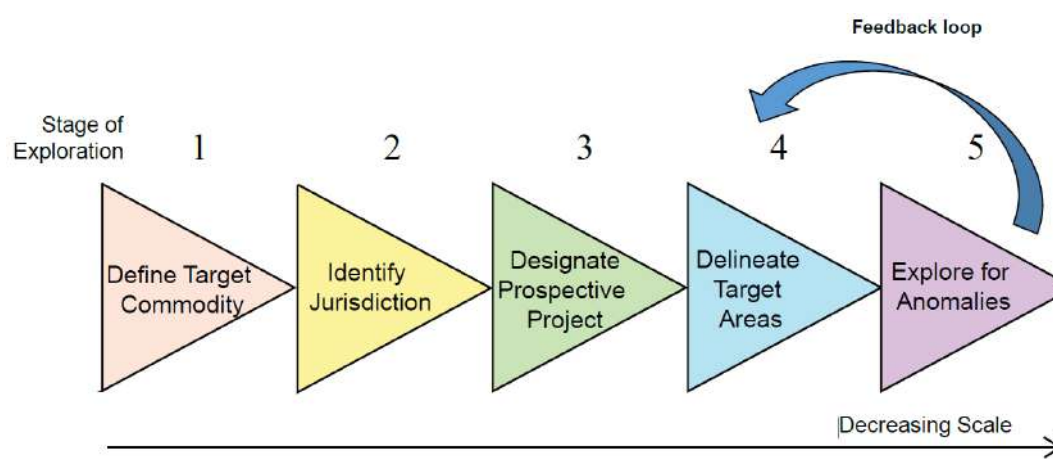 Feedback loop
Stage of
Exploration
1
2
3
4
5
Define Target
Commodity
Identify
Jurisdiction
Designate
Prospective
Project
Delineate
Target
Areas
Explore for
Anomalies
Decreasing Scale